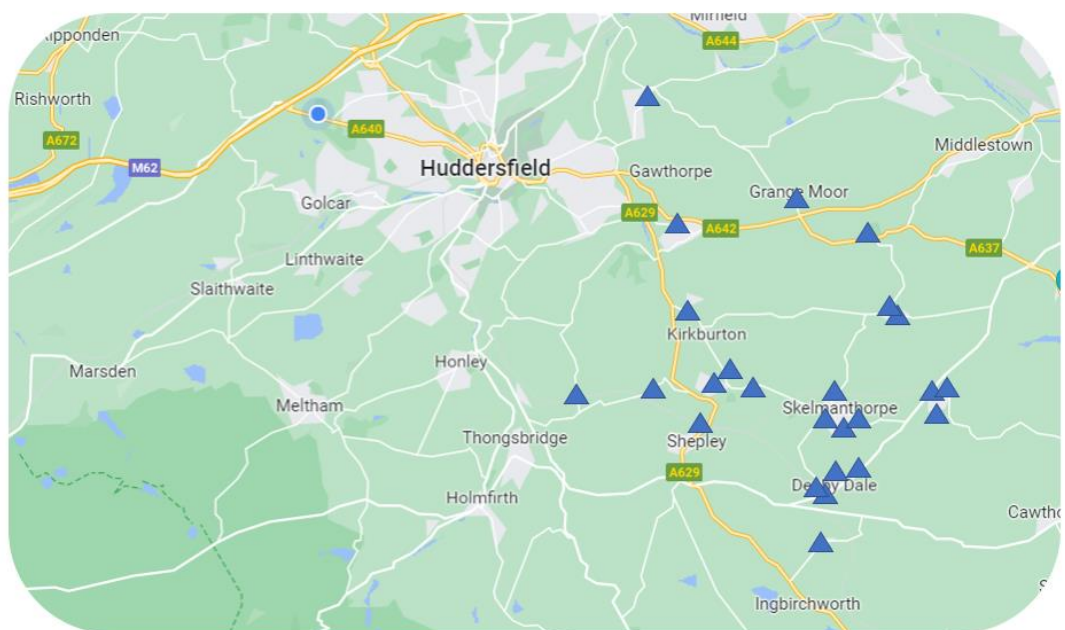 Ripponden
Mirfield
A644
Rishworth
A672
A640
Middlestown
M62
Huddersfield
Gawthorpe
Grange Moor
Golcar
A629
A642
A637
Linthwaite
Slaithwaite
Kirkburton
Honley
Marsden
Meltham
Skelmanthorpe
Thongsbridge
Shepley
A629
Denby Dale
Holmfirth
Cawtho
S
Ingbirchworth